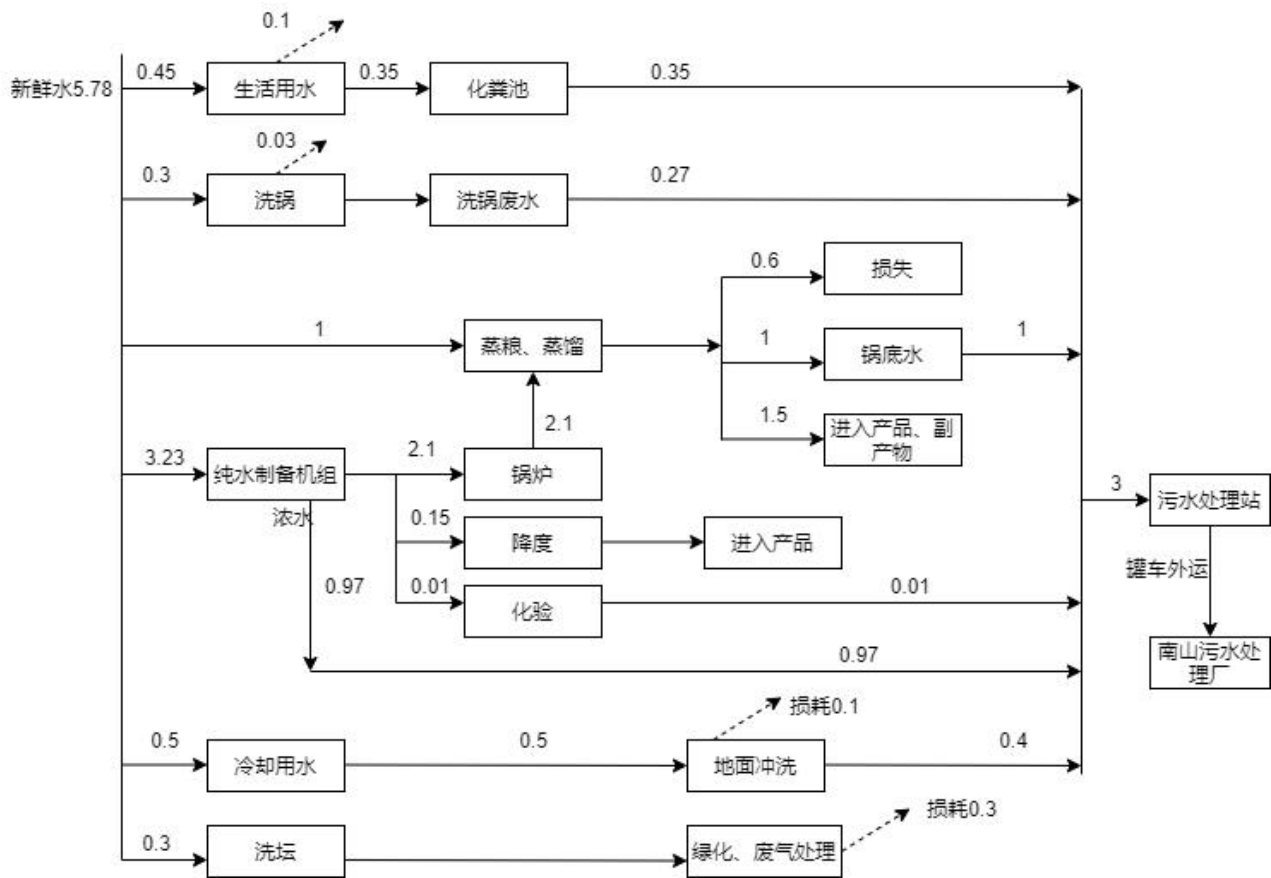 0.1
新鲜水5.78
0.45
生活用水
0.35
化粪池
0.35
0.03
0.3
洗锅
洗锅废水
0.27
0.6
损失
1
蒸粮、蒸馏
1
锅底水
1
2.1
1.5
进入产品、副
产物
3.23
纯水制备机组
2.1
锅炉
3
污水处理站
浓水
0.15
降度
进入产品
罐车外运
0.97
0.01
化验
0.01
0.97
南山污水处
理厂
损耗0.1
0.5
冷却用水
0.5
地面冲洗
0.4
损耗0.3
0.3
洗坛
绿化、废气处理